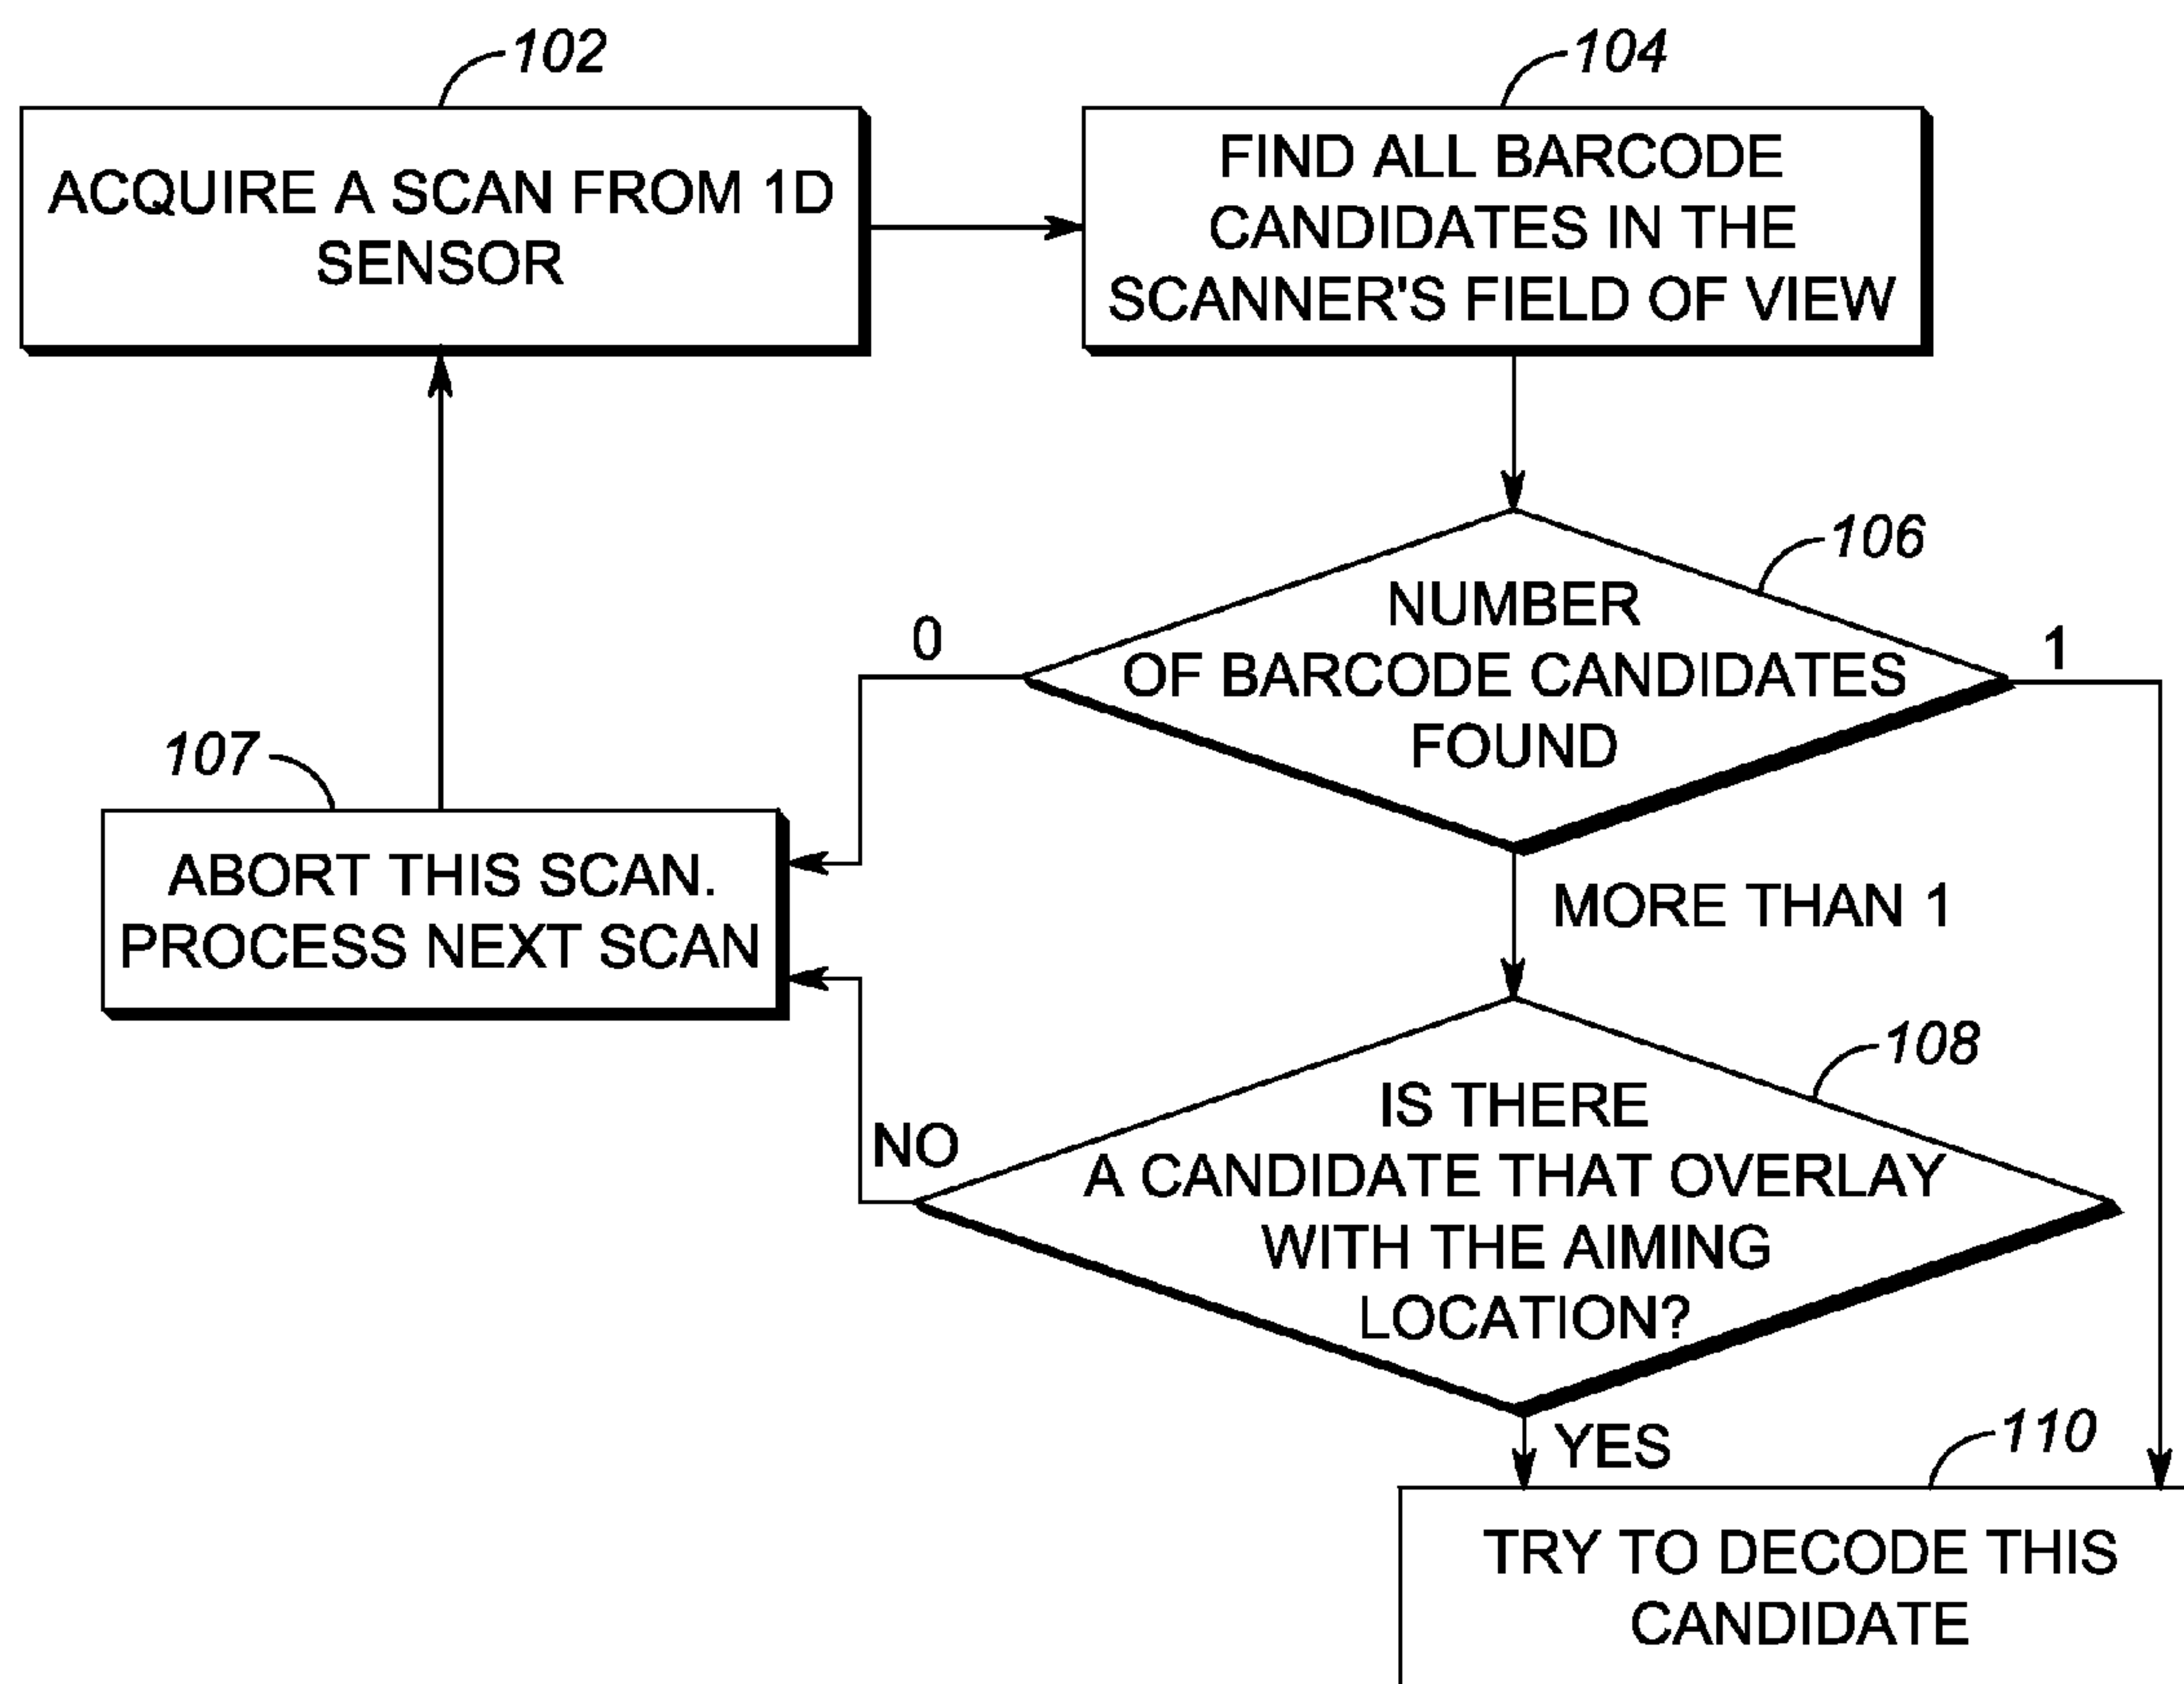 102
ACQUIRE A SCAN FROM 1D
SENSOR
104
FIND ALL BARCODE
CANDIDATES IN THE
SCANNER'S FIELD OF VIEW
106
NUMBER
OF BARCODE CANDIDATES
FOUND
0
1
107
ABORT THIS SCAN.
PROCESS NEXT SCAN
MORE THAN 1
108
IS THERE
A CANDIDATE THAT OVERLAY
WITH THE AIMING
LOCATION?
NO
YES
110
TRY TO DECODE THIS
CANDIDATE